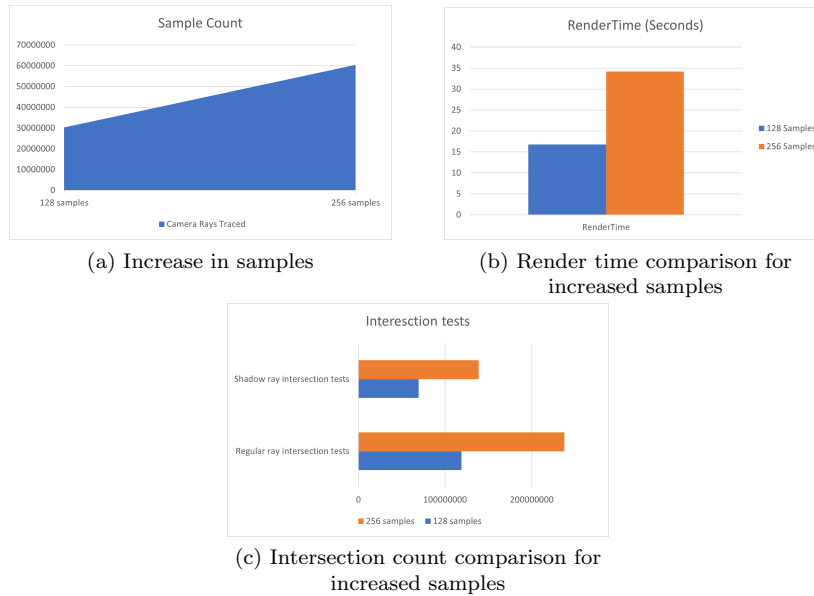 Sample Count
70000000
60000000
50000000
40000000
30000000
20000000
10000000
0
128 samples
256 samples
Camera Rays Traced
(a) Increase in samples
RenderTime (Seconds)
40
35
30
25
20
15
10
5
0
RenderTime
128 Samples
256 Samples
(b) Render time comparison for
increased samples
Interesction tests
Shadow ray intersection tests
Regular ray intersection tests
0
100000000
200000000
256 samples
128 samples
(c) Intersection count comparison for
increased samples